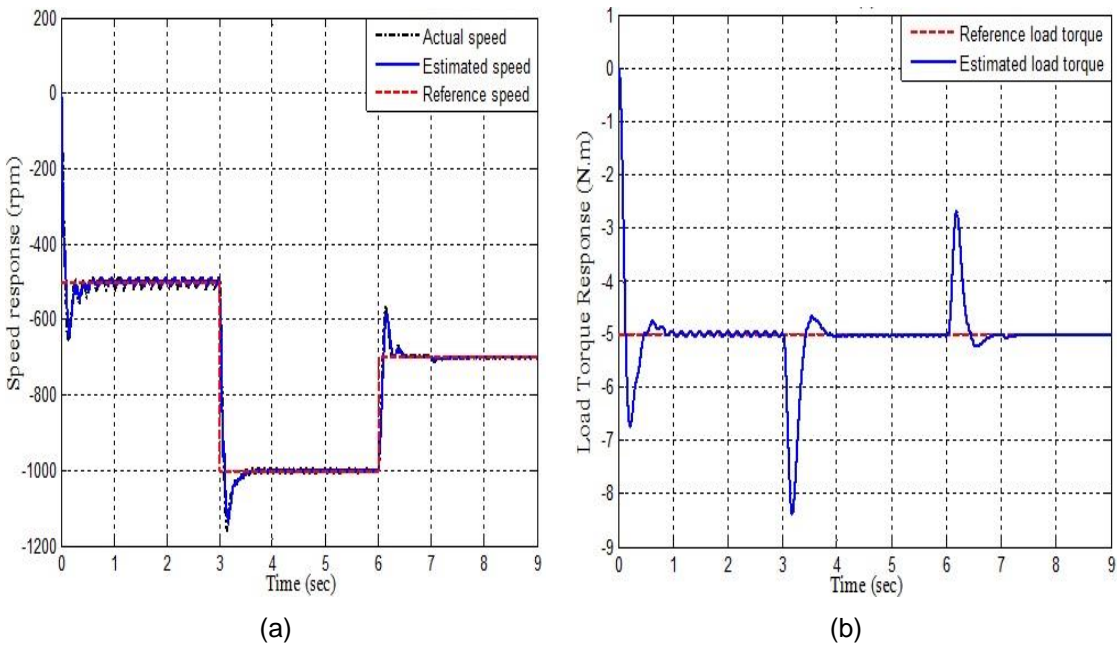 200
0
-200
-400
-600
-800
-1000
-1200
Speed response (rpm)
Actual speed
Estimated speed
Reference speed
0 1 2 3 4 5 6 7 8 9
Time (sec)
(a)
1
0
-1
-2
-3
-4
-5
-6
-7
-8
-9
Load Torque Response (N.m)
Reference load torque
Estimated load torque
0 1 2 3 4 5 6 7 8 9
Time (sec)
(b)